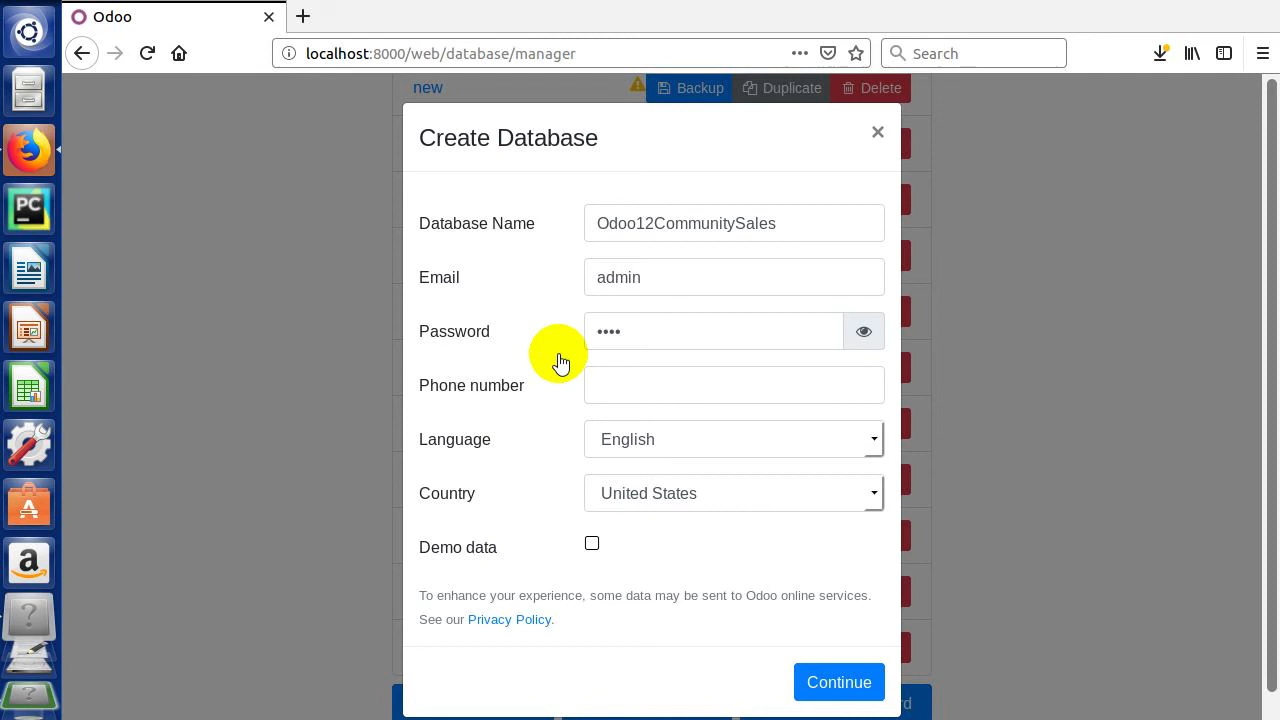 Odoo
localhost:8000/web/database/manager
Search
new Backup Duplicate Delete
Create Database ×
Database Name Odoo12CommunitySales
Email admin
Password ••••
Phone number
Language English
Country United States
Demo data
To enhance your experience, some data may be sent to Odoo online services.
See our Privacy Policy.
Continue
PC